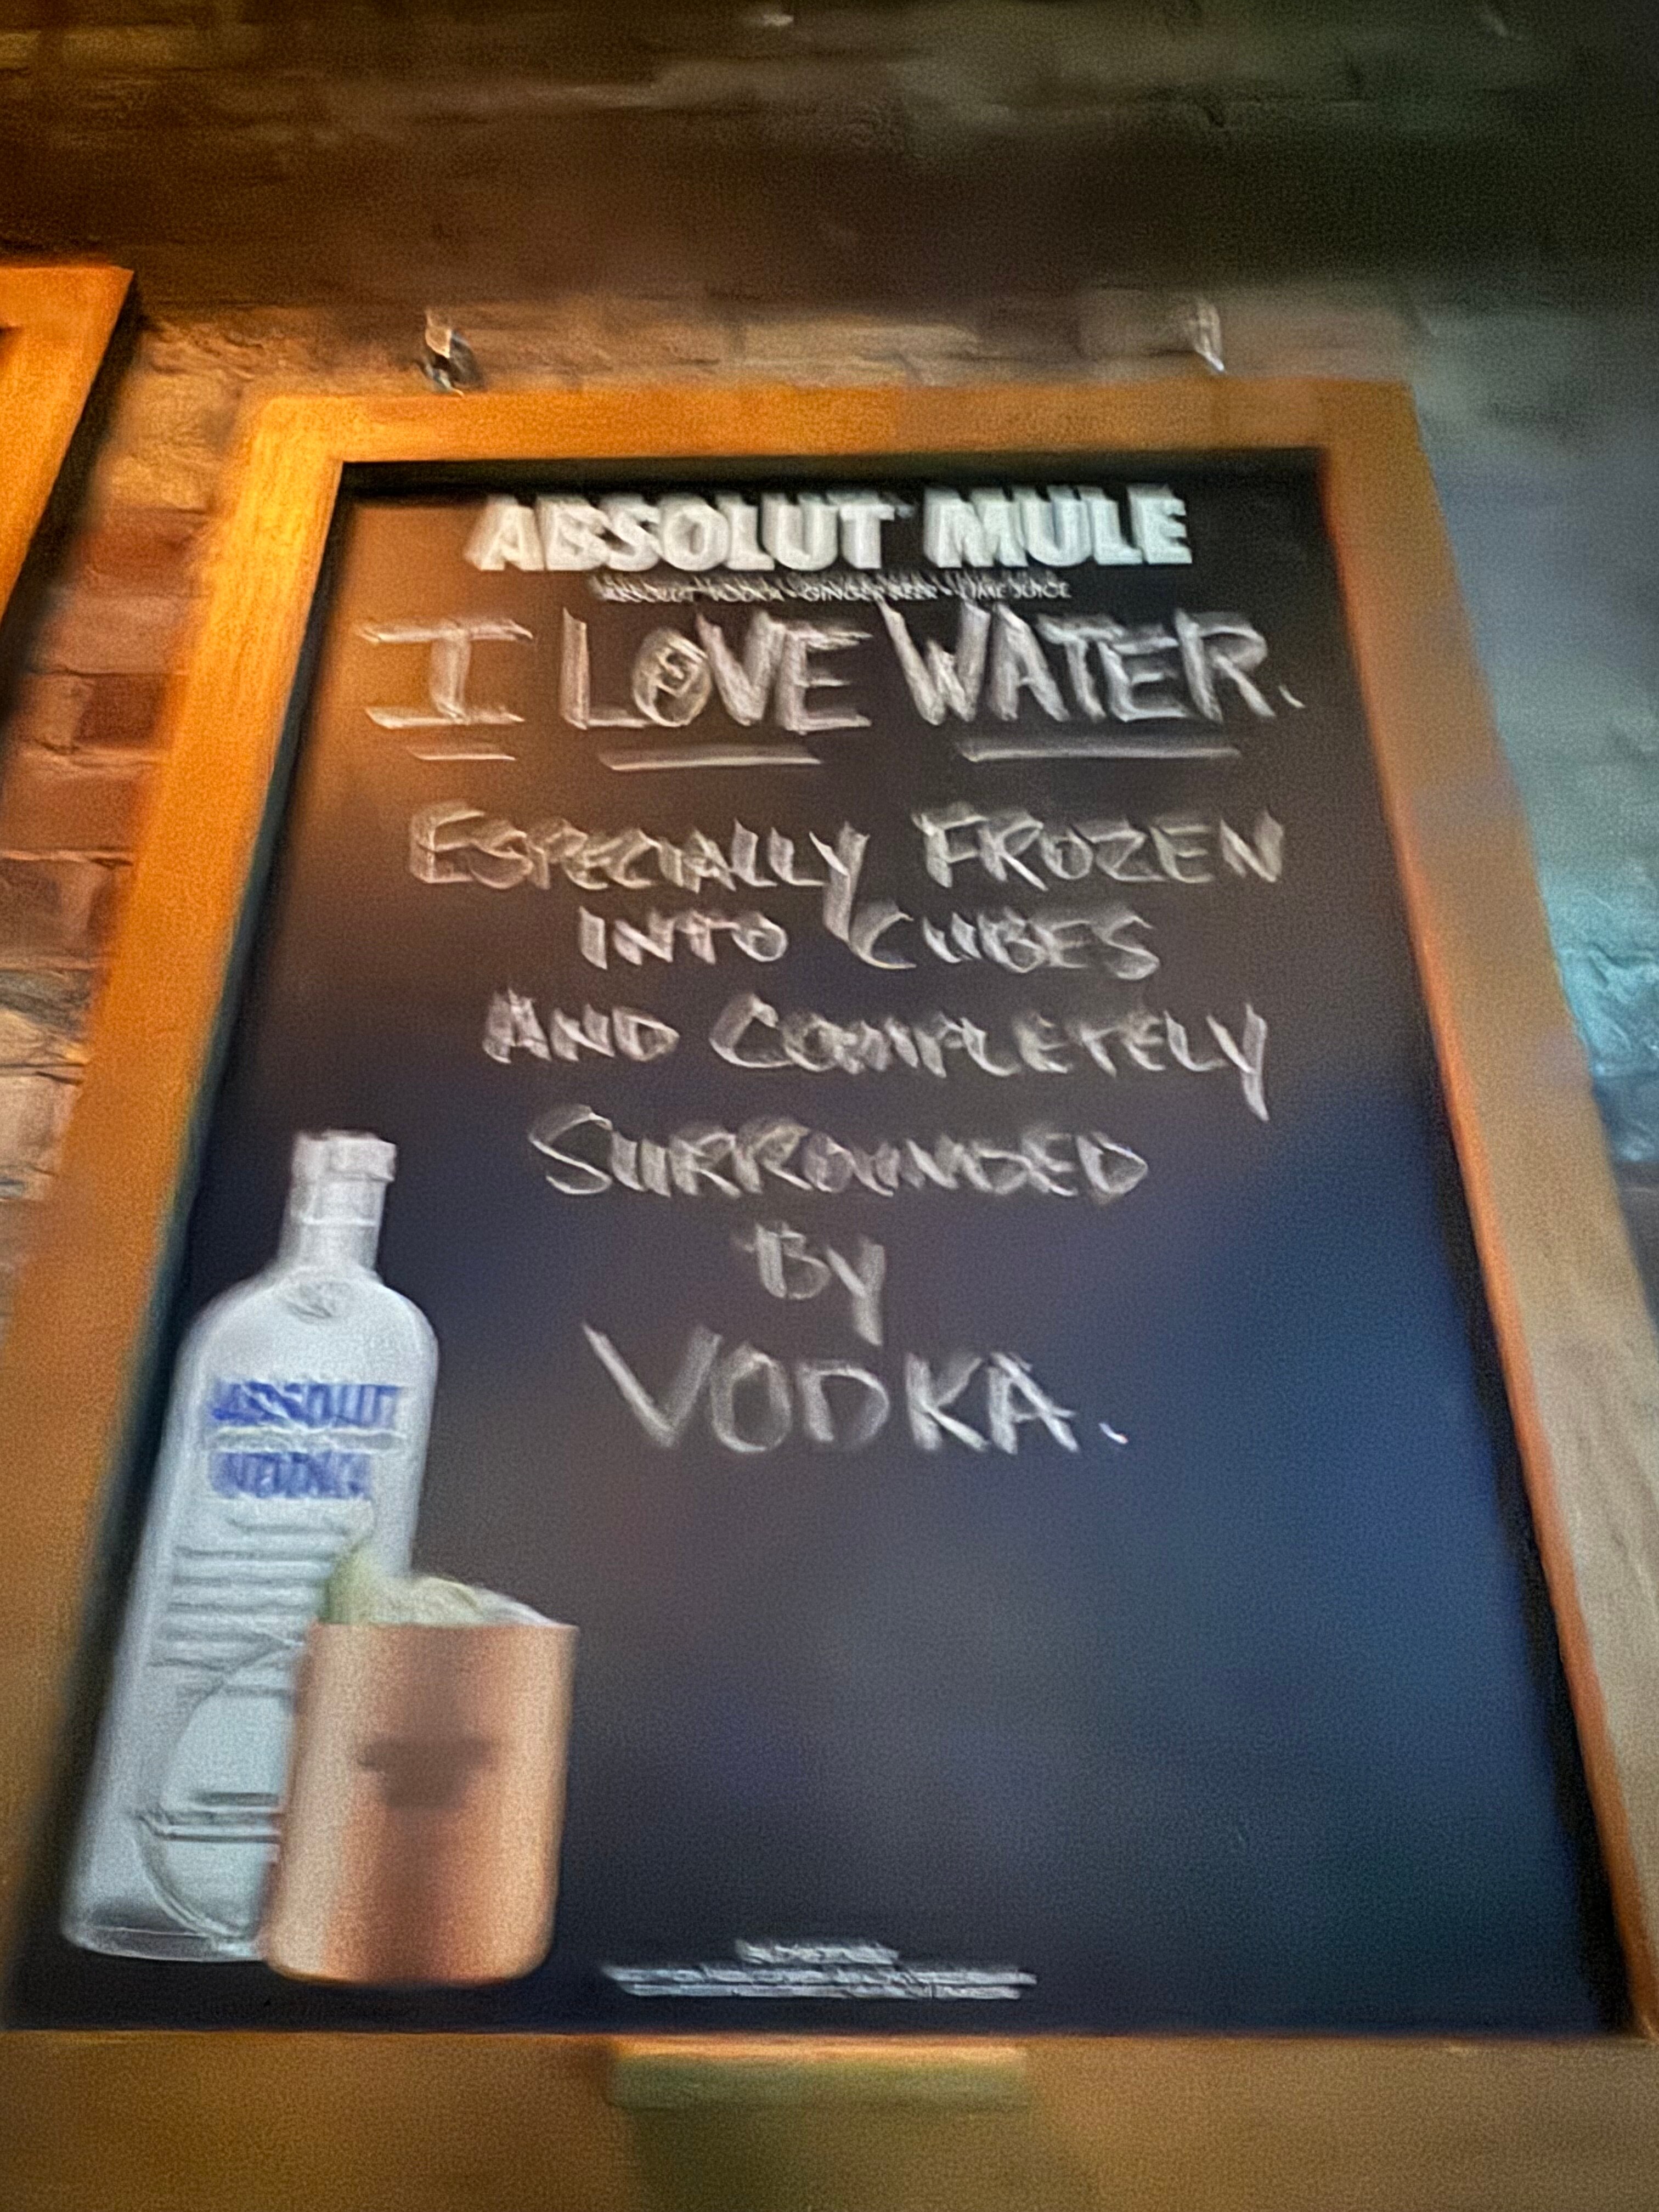 ABSOLUT MULE
ABSOLUT VODKA • GINGER BEER • LIME JUICE
I LOVE WATER.
ESPECIALLY FROZEN
INTO CUBES
AND COMPLETELY
SURROUNDED
BY
VODKA.
ABSOLUT
VODKA